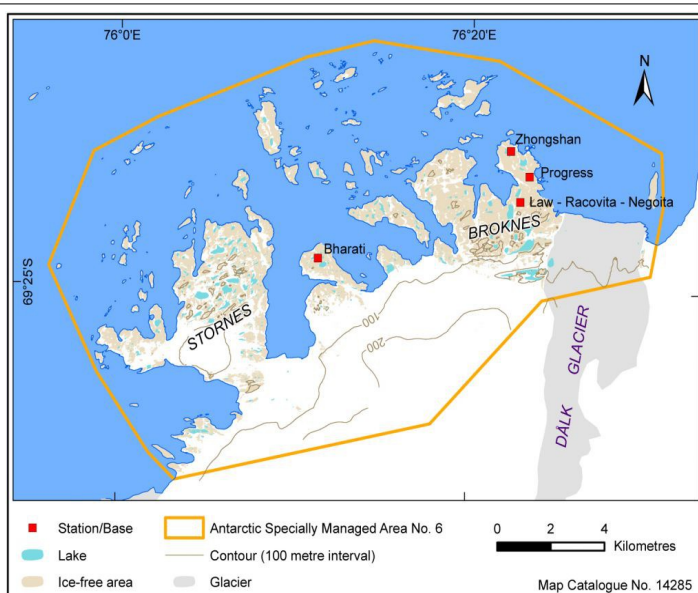 76°0'E
76°20'E
N
Zhongshan
Progress
Law - Racovita - Negoita
BROKNES
Bharati
69°25'S
STORNES
100
200
DÅLK GLACIER
Station/Base
Lake
Ice-free area
Antarctic Specially Managed Area No. 6
Contour (100 metre interval)
Glacier
0 2 4
Kilometres
Map Catalogue No. 14285